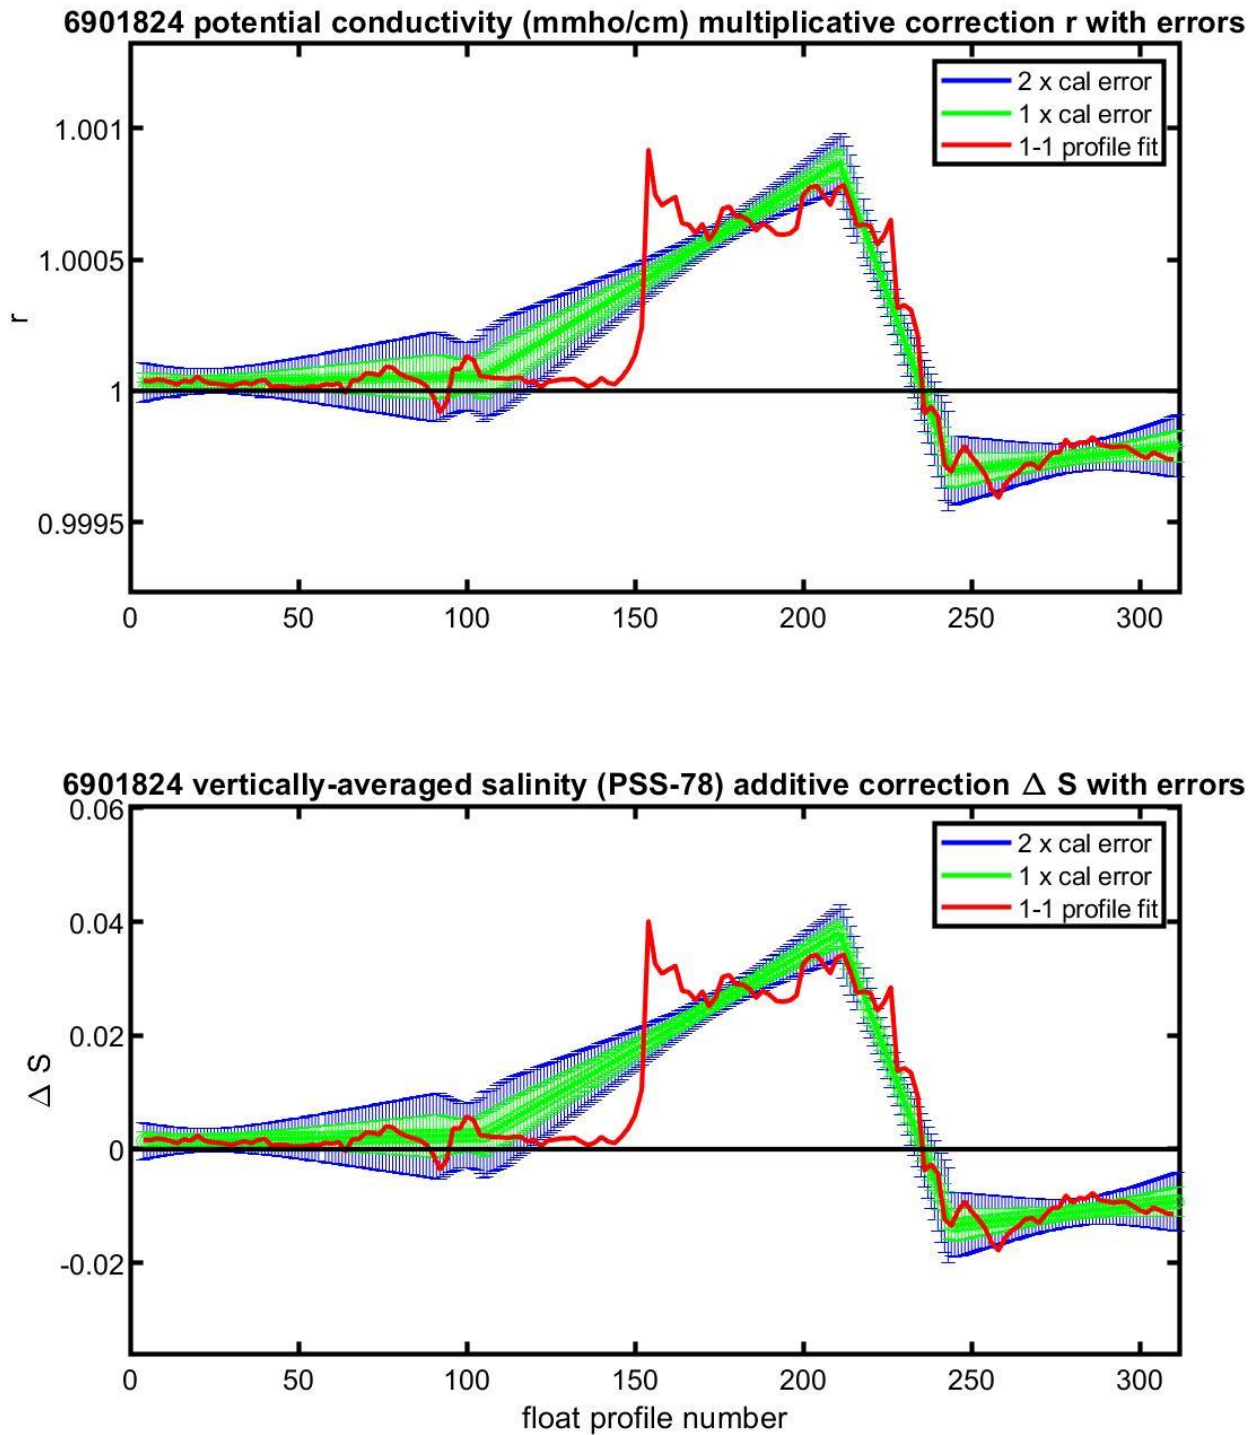 6901824 potential conductivity (mmho/cm) multiplicative correction r with errors
2 x cal error
1 x cal error
1-1 profile fit
1.001
1.0005
1
0.9995
r
0 50 100 150 200 250 300
6901824 vertically-averaged salinity (PSS-78) additive correction Δ S with errors
2 x cal error
1 x cal error
1-1 profile fit
0.06
0.04
0.02
0
-0.02
Δ S
0 50 100 150 200 250 300
float profile number